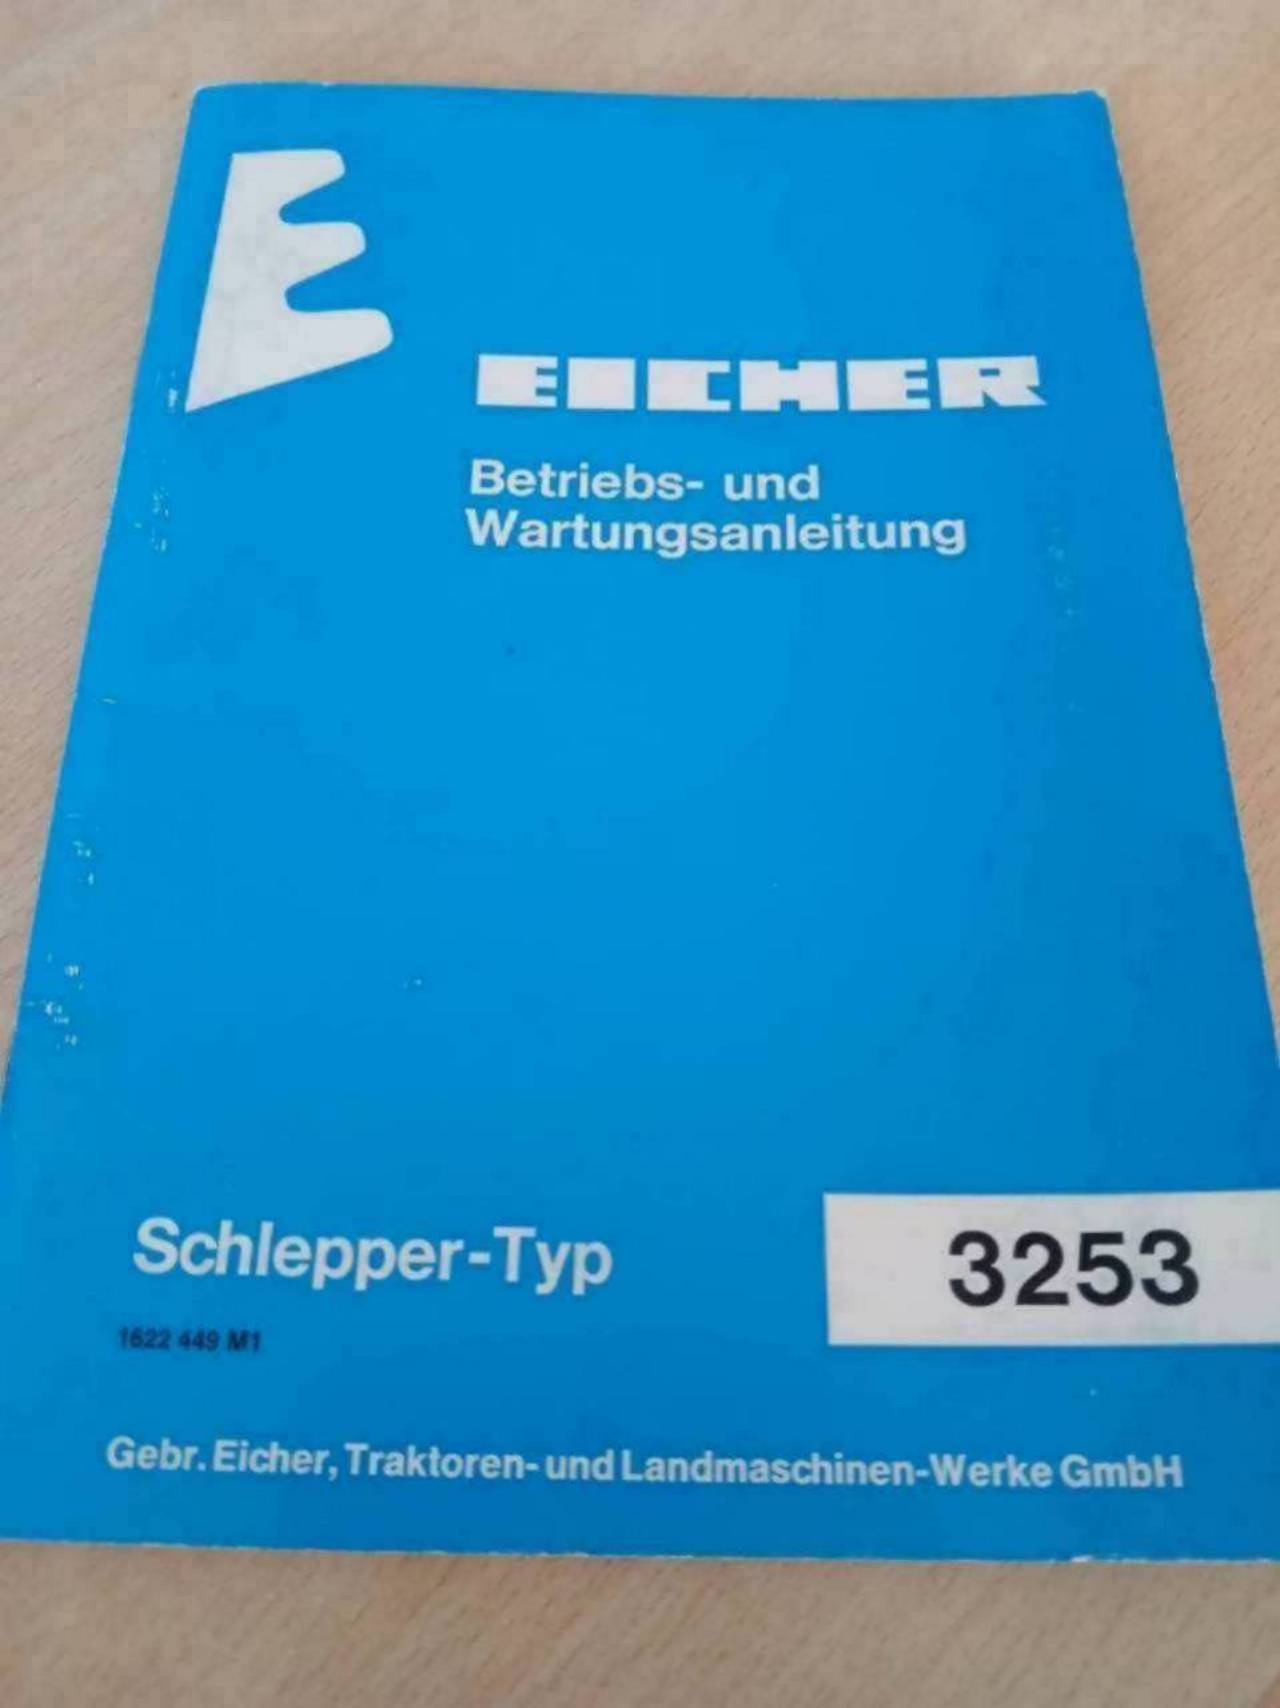 E
EICHER
Betriebs- und
Wartungsanleitung
Schlepper-Typ
3253
1622 449 M1
Gebr. Eicher, Traktoren- und Landmaschinen-Werke GmbH